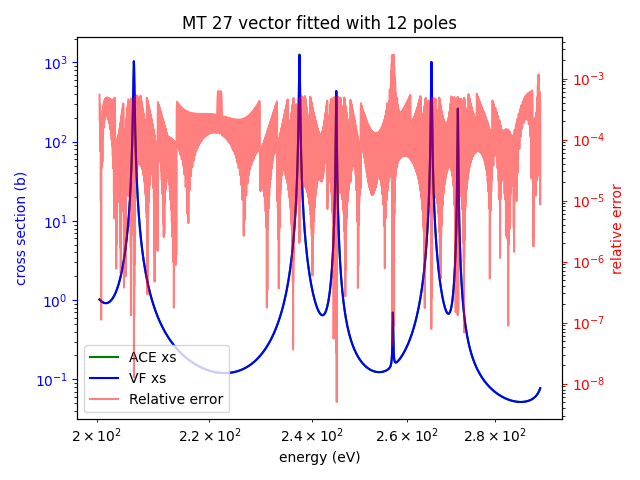 MT 27 vector fitted with 12 poles
cross section (b)
10³
10²
10¹
10⁰
10⁻¹
ACE xs
VF xs
Relative error
10⁻³
10⁻⁴
10⁻⁵
10⁻⁶
10⁻⁷
10⁻⁸
relative error
2 × 10² 2.2 × 10² 2.4 × 10² 2.6 × 10² 2.8 × 10²
energy (eV)